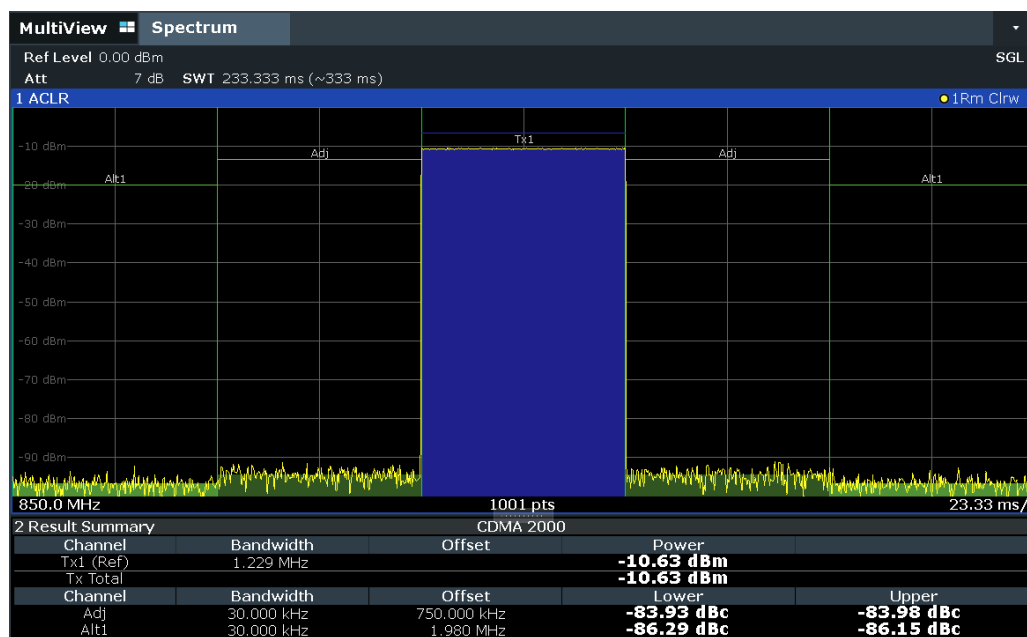 MultiView Spectrum
Ref Level 0.00 dBm SGL
Att 7 dB SWT 233.333 ms (~333 ms)
1 ACLR 1Rm Clrw
Tx1
-10 dBm
Adj Adj
Alt1 Alt1
-20 dBm
-30 dBm
-40 dBm
-50 dBm
-60 dBm
-70 dBm
-80 dBm
-90 dBm
850.0 MHz 1001 pts 23.33 ms/
2 Result Summary CDMA 2000
Channel Bandwidth Offset Power
Tx1 (Ref) 1.229 MHz -10.63 dBm
Tx Total -10.63 dBm
Channel Bandwidth Offset Lower Upper
Adj 30.000 kHz 750.000 kHz -83.93 dBc -83.98 dBc
Alt1 30.000 kHz 1.980 MHz -86.29 dBc -86.15 dBc